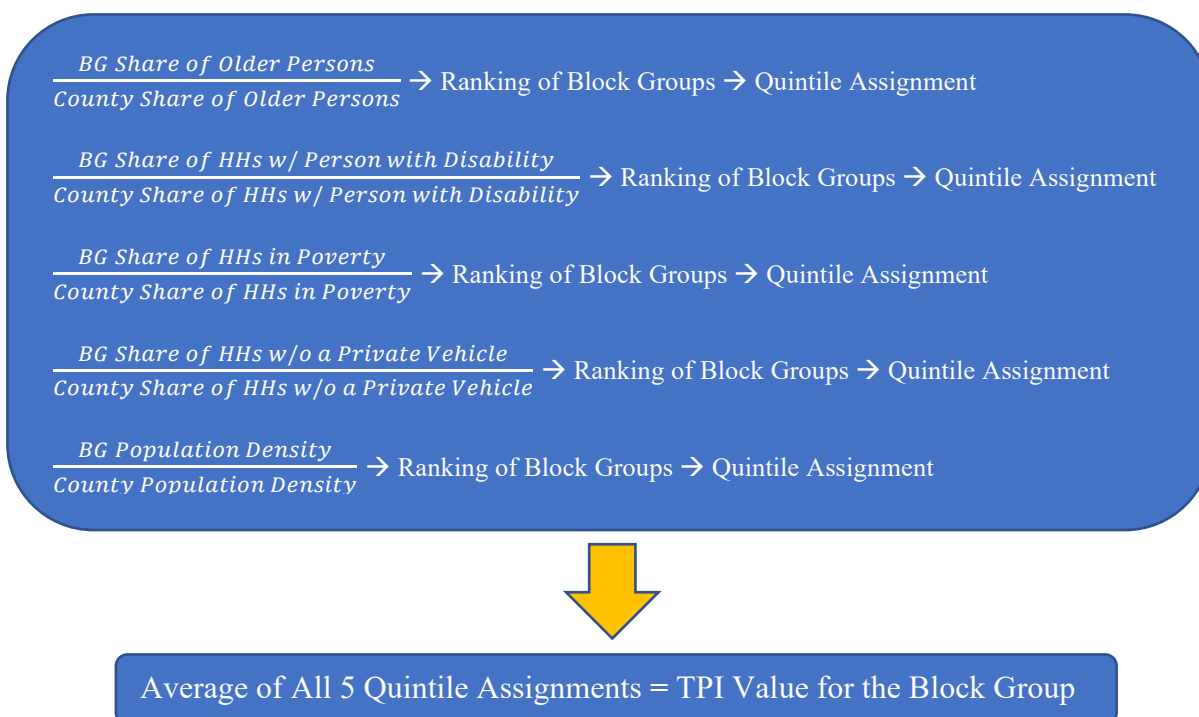 BG Share of Older Persons
County Share of Older Persons → Ranking of Block Groups → Quintile Assignment
BG Share of HHs w/ Person with Disability
County Share of HHs w/ Person with Disability → Ranking of Block Groups → Quintile Assignment
BG Share of HHs in Poverty
County Share of HHs in Poverty → Ranking of Block Groups → Quintile Assignment
BG Share of HHs w/o a Private Vehicle
County Share of HHs w/o a Private Vehicle → Ranking of Block Groups → Quintile Assignment
BG Population Density
County Population Density → Ranking of Block Groups → Quintile Assignment
Average of All 5 Quintile Assignments = TPI Value for the Block Group